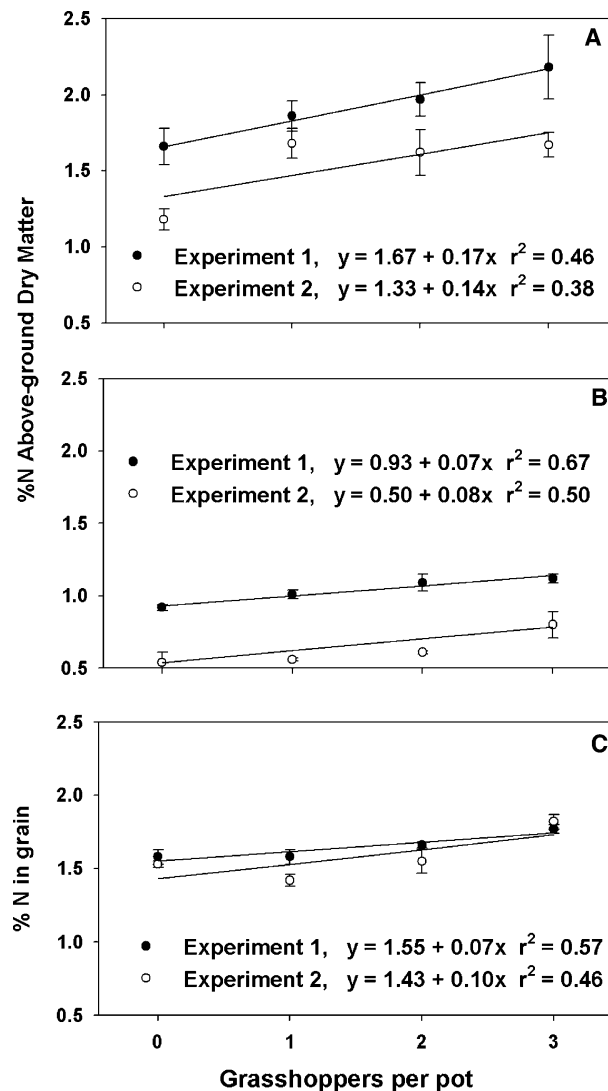 2.5
A
2.0
1.5
1.0
0.5
Experiment 1, y = 1.67 + 0.17x r² = 0.46
Experiment 2, y = 1.33 + 0.14x r² = 0.38
%N Above-ground Dry Matter
2.5
B
2.0
1.5
1.0
0.5
Experiment 1, y = 0.93 + 0.07x r² = 0.67
Experiment 2, y = 0.50 + 0.08x r² = 0.50
2.5
C
2.0
1.5
1.0
0.5
Experiment 1, y = 1.55 + 0.07x r² = 0.57
Experiment 2, y = 1.43 + 0.10x r² = 0.46
% N in grain
0 1 2 3
Grasshoppers per pot